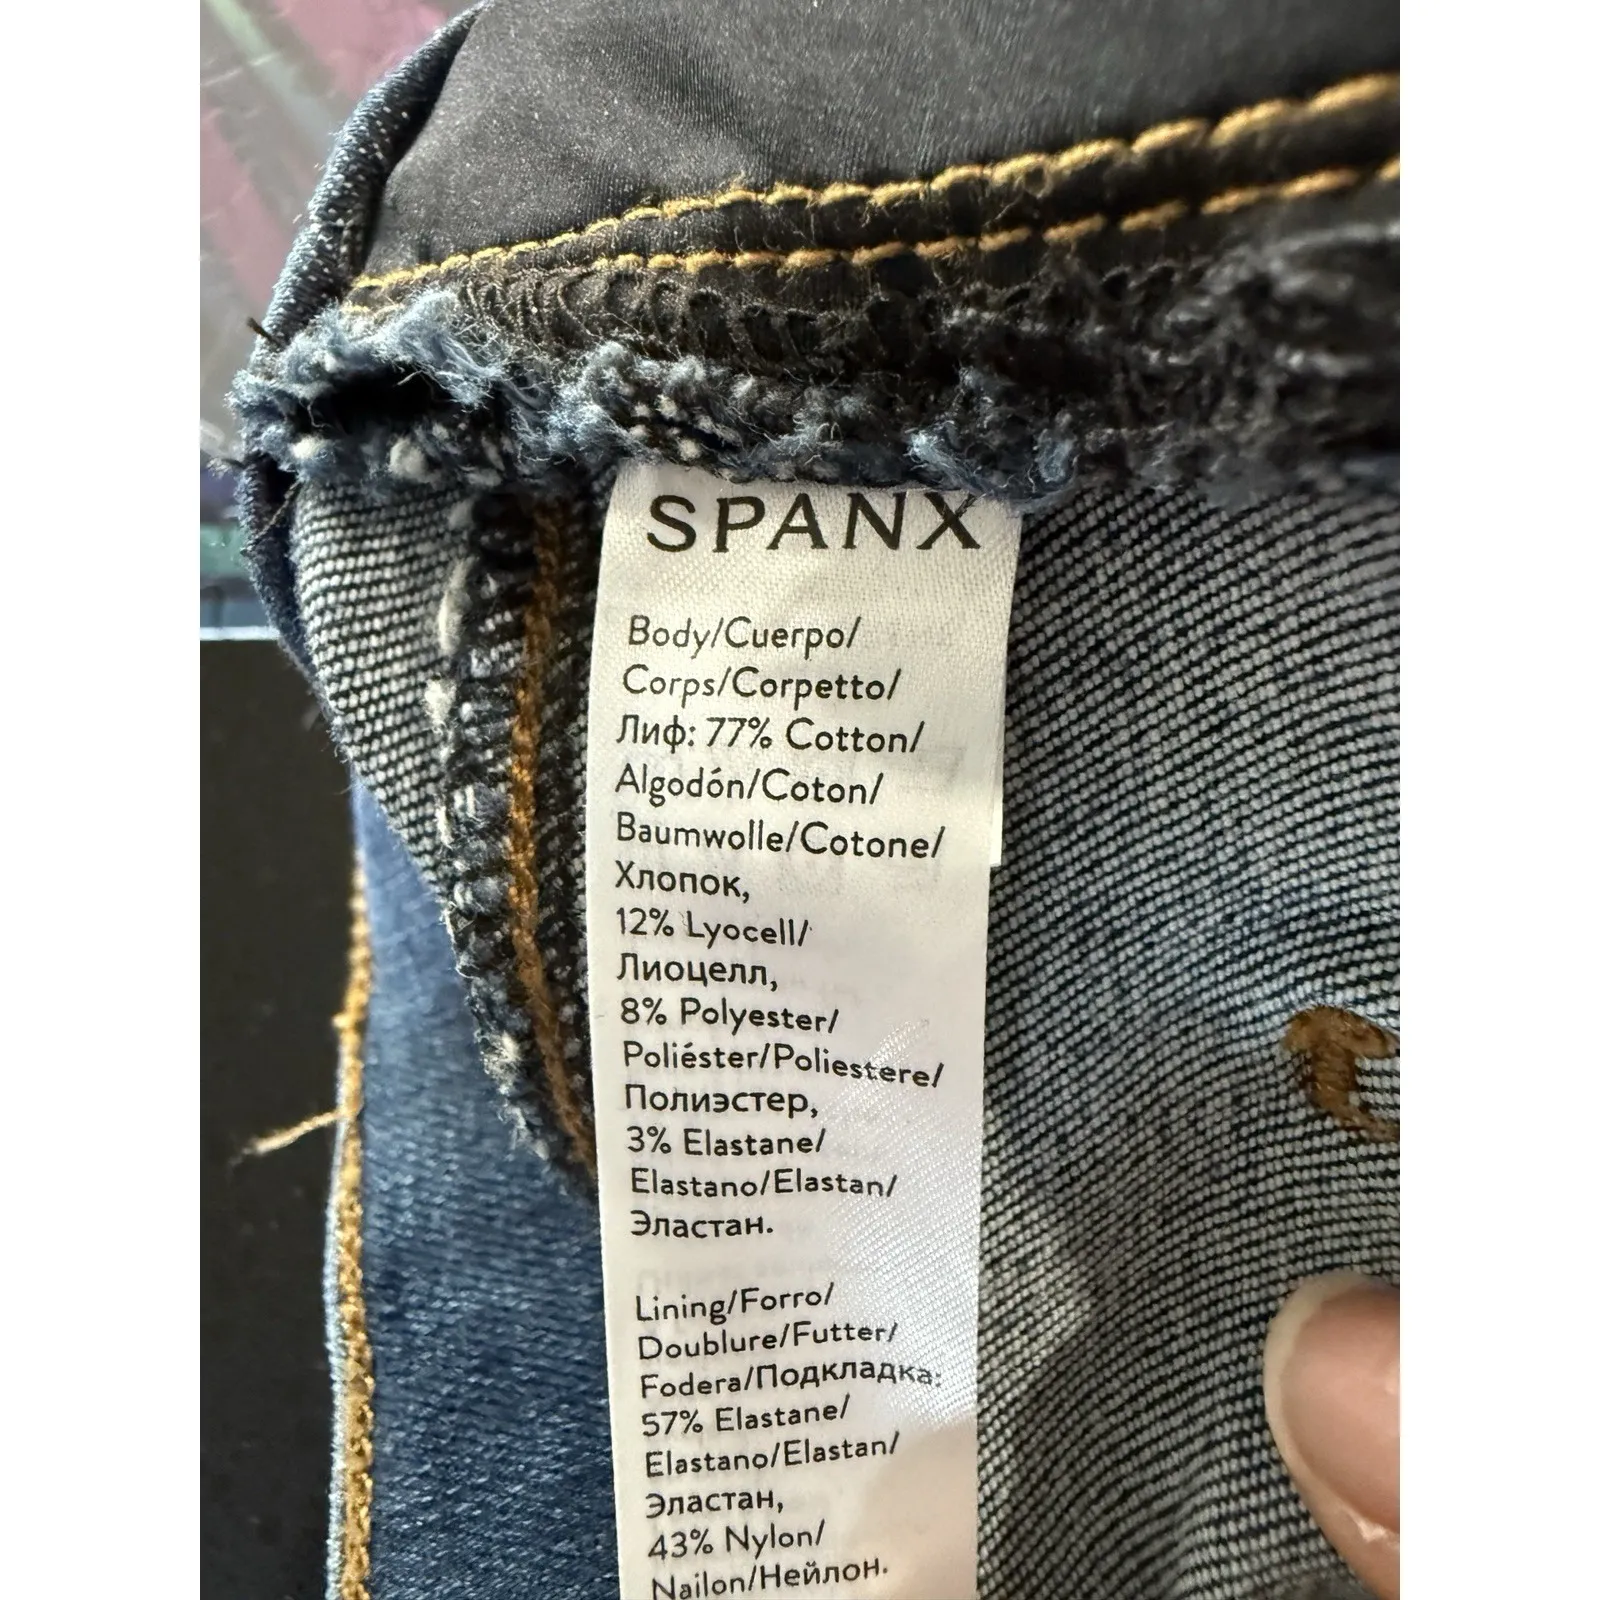 SPANX
Body/Cuerpo/
Corps/Corpetto/
Лиф: 77% Cotton/
Algodón/Coton/
Baumwolle/Cotone/
Хлопок,
12% Lyocell/
Лиоцелл,
8% Polyester/
Poliéster/Poliestere/
Полиэстер,
3% Elastane/
Elastano/Elastan/
Эластан.
Lining/Forro/
Doublure/Futter/
Fodera/Подкладка:
57% Elastane/
Elastano/Elastan/
Эластан,
43% Nylon/
Nailon/Нейлон.